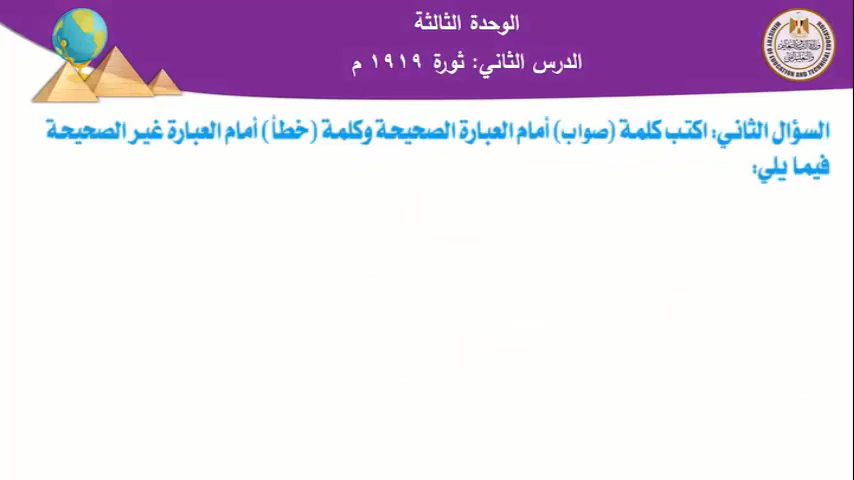 الوحدة الثالثة
الدرس الثاني: ثورة ١٩١٩ م
السؤال الثاني: اكتب كلمة (صواب) أمام العبارة الصحيحة وكلمة (خطأ) أمام العبارة غير الصحيحة
فيما يلي: